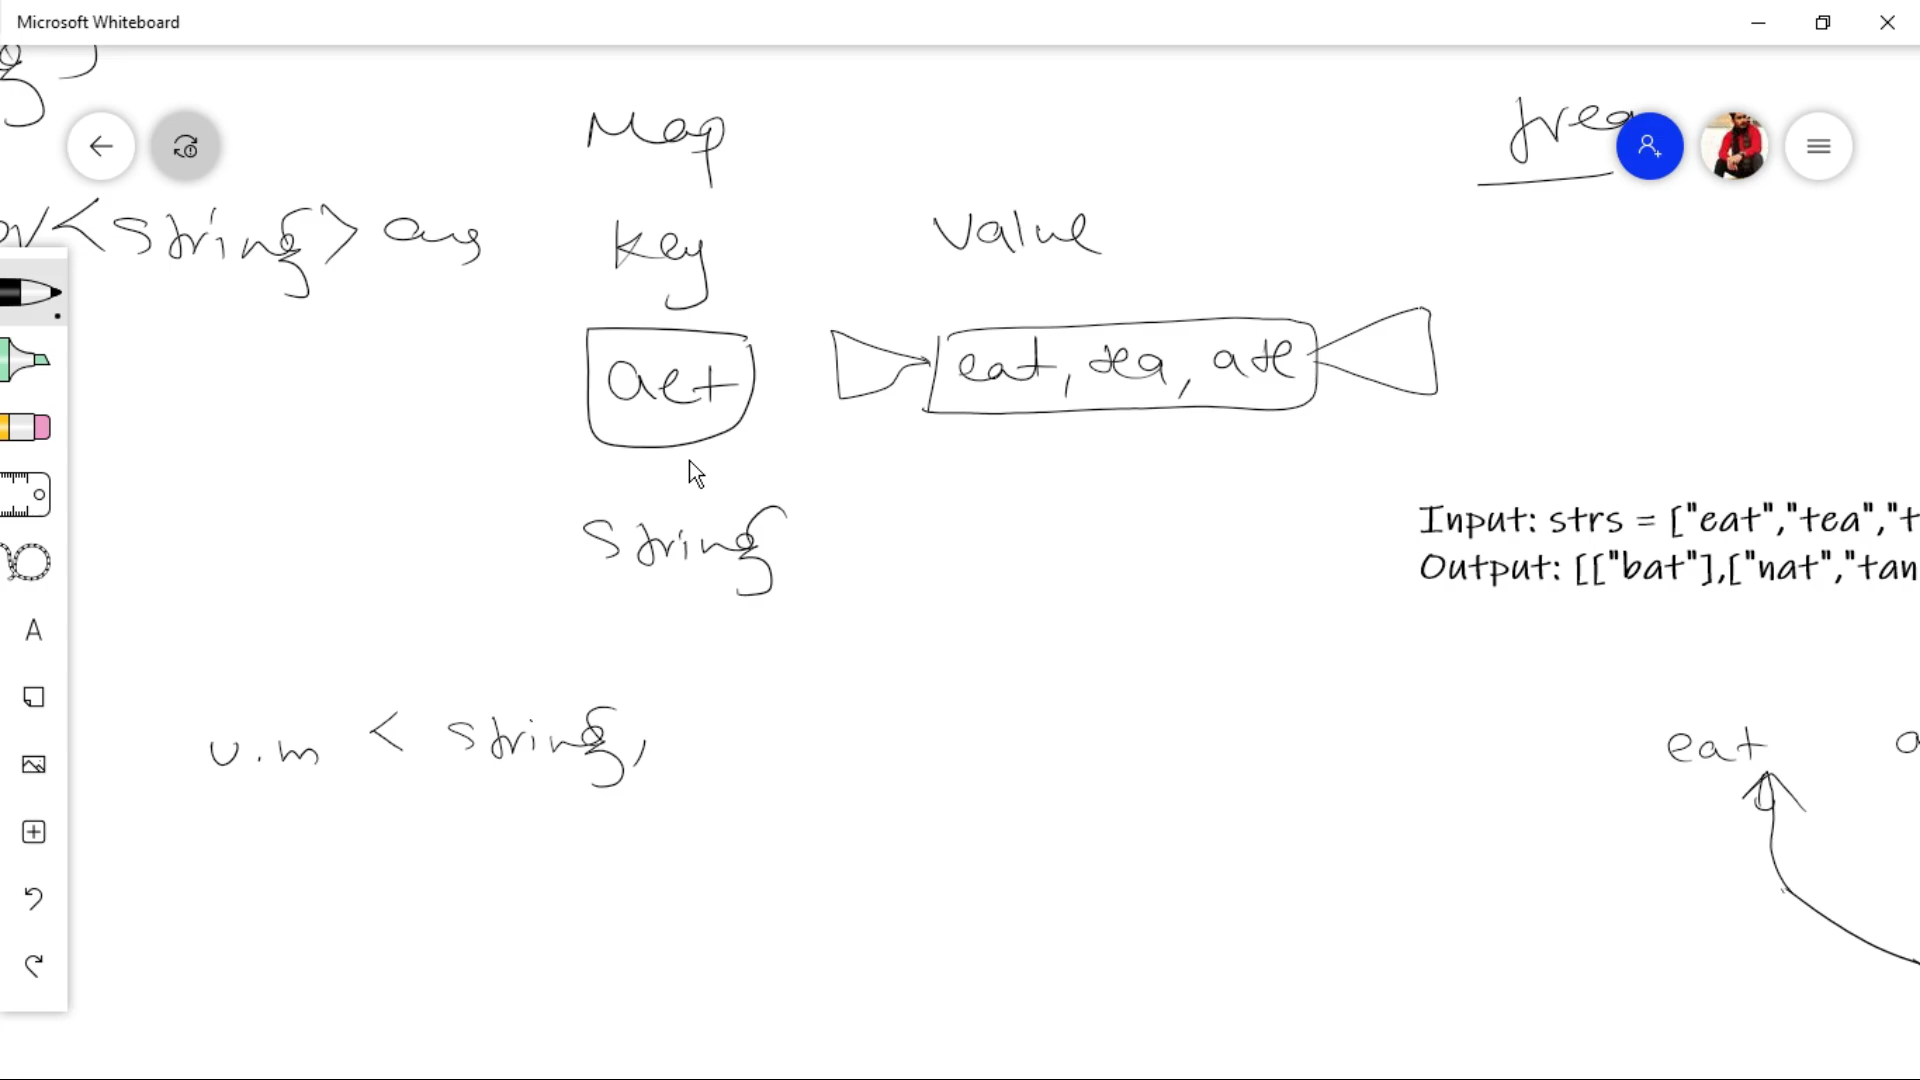 Microsoft Whiteboard
Map
<string> ans
Key
Value
aet
eat, tea, ate
string
Input: strs = ["eat","tea","t
Output: [["bat"],["nat","tan
u.m < string,
eat
A